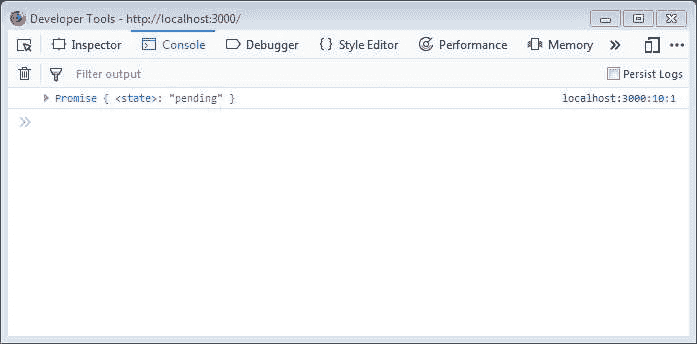 Developer Tools - http://localhost:3000/
Inspector Console Debugger { } Style Editor Performance Memory
Filter output Persist Logs
Promise { <state>: "pending" } localhost:3000:10:1